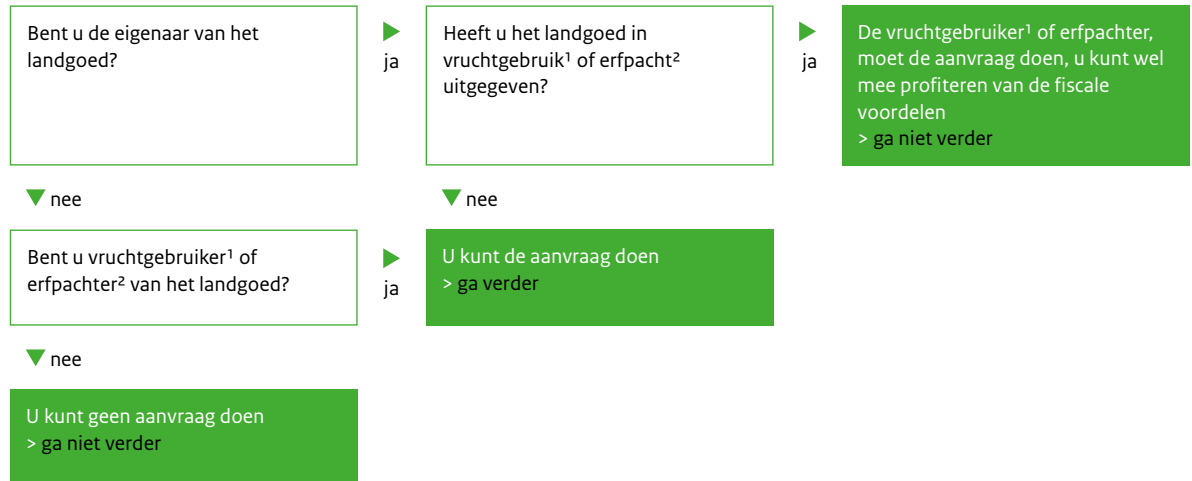 Bent u de eigenaar van het
landgoed?
ja
Heeft u het landgoed in
vruchtgebruik¹ of erfpacht²
uitgegeven?
ja
De vruchtgebruiker¹ of erfpachter,
moet de aanvraag doen, u kunt wel
mee profiteren van de fiscale
voordelen
> ga niet verder
nee
nee
Bent u vruchtgebruiker¹ of
erfpachter² van het landgoed?
ja
U kunt de aanvraag doen
> ga verder
nee
U kunt geen aanvraag doen
> ga niet verder